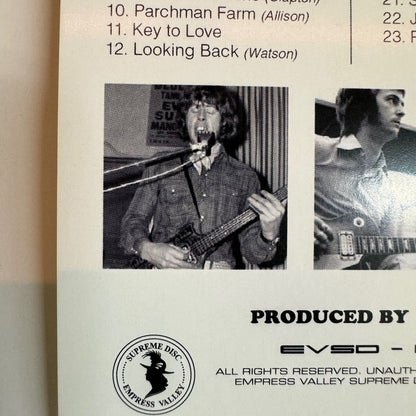 10. Parchman Farm (Allison)
11. Key to Love
12. Looking Back (Watson)
21.
22. J
23.
PRODUCED BY
EVSD -
ALL RIGHTS RESERVED. UNAUTH
EMPRESS VALLEY SUPREME
SUPREME DISC
EMPRESS VALLEY